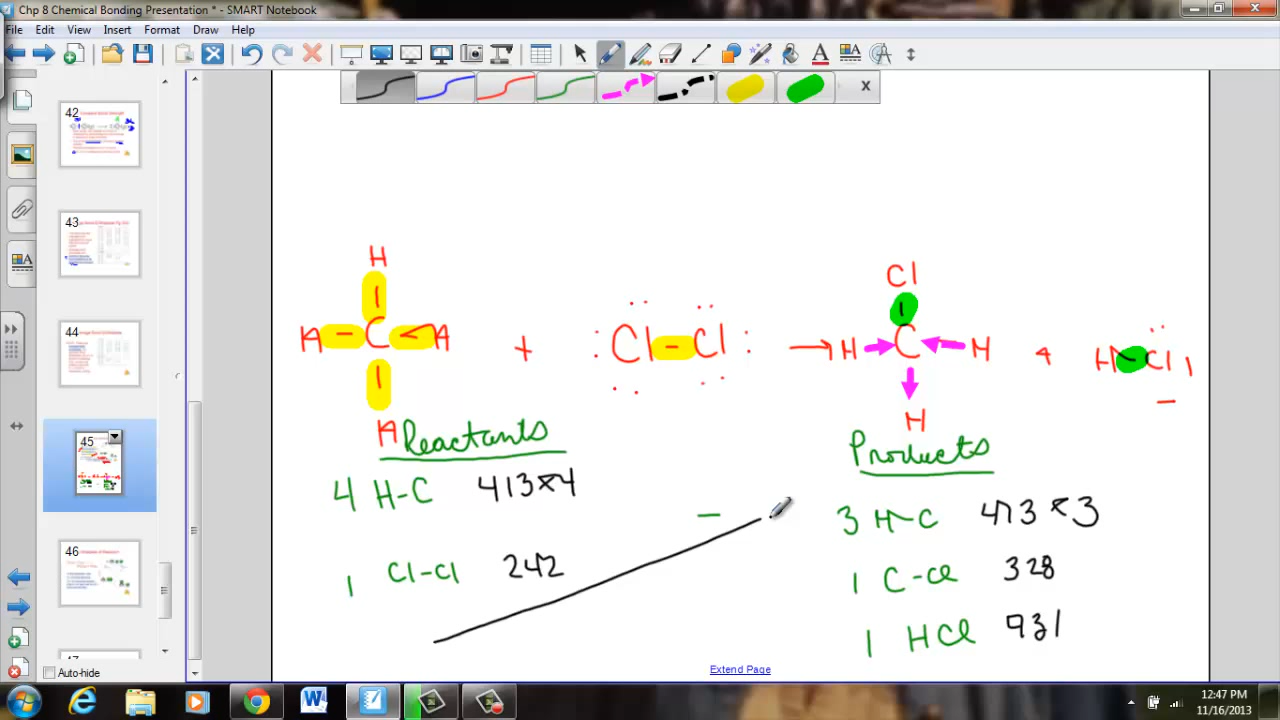 Chp 8 Chemical Bonding Presentation * - SMART Notebook
File Edit View Insert Format Draw Help
42
43
44
45
46
H
H - C - H + Cl - Cl → H C H + H Cl
H
Cl
H
Reactants
Products
4 H-C 413 × 4
3 H-C 413 × 3
1 Cl-Cl 242
1 C-Cl 328
1 HCl 931
Extend Page
Auto-hide
12:47 PM
11/16/2013